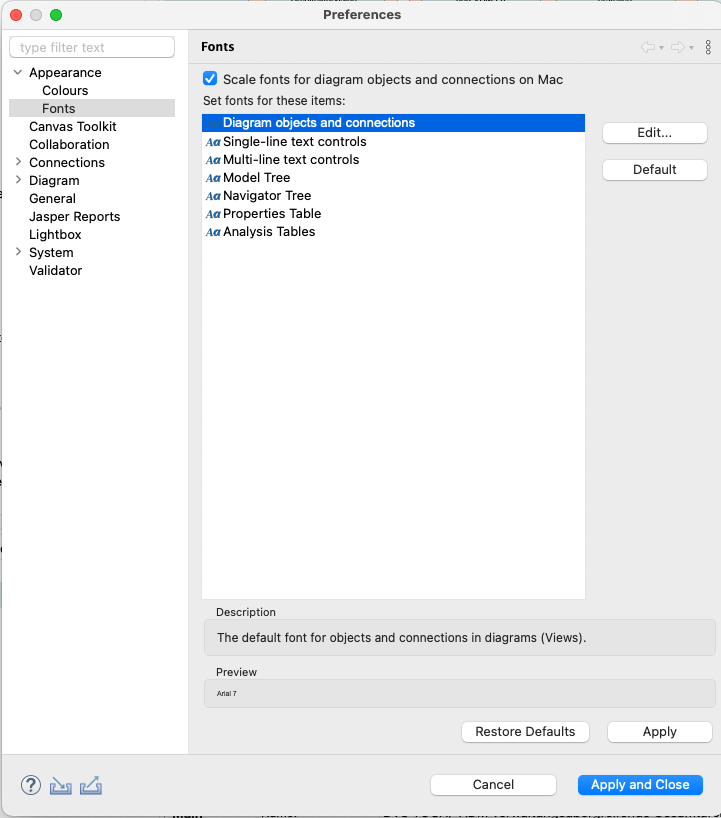 Preferences
type filter text
Appearance
Colours
Fonts
Canvas Toolkit
Collaboration
Connections
Diagram
General
Jasper Reports
Lightbox
System
Validator
Fonts
Scale fonts for diagram objects and connections on Mac
Set fonts for these items:
Diagram objects and connections
Aa Single-line text controls
Aa Multi-line text controls
Aa Model Tree
Aa Navigator Tree
Aa Properties Table
Aa Analysis Tables
Edit...
Default
Description
The default font for objects and connections in diagrams (Views).
Preview
Arial 7
Restore Defaults
Apply
?
Cancel
Apply and Close